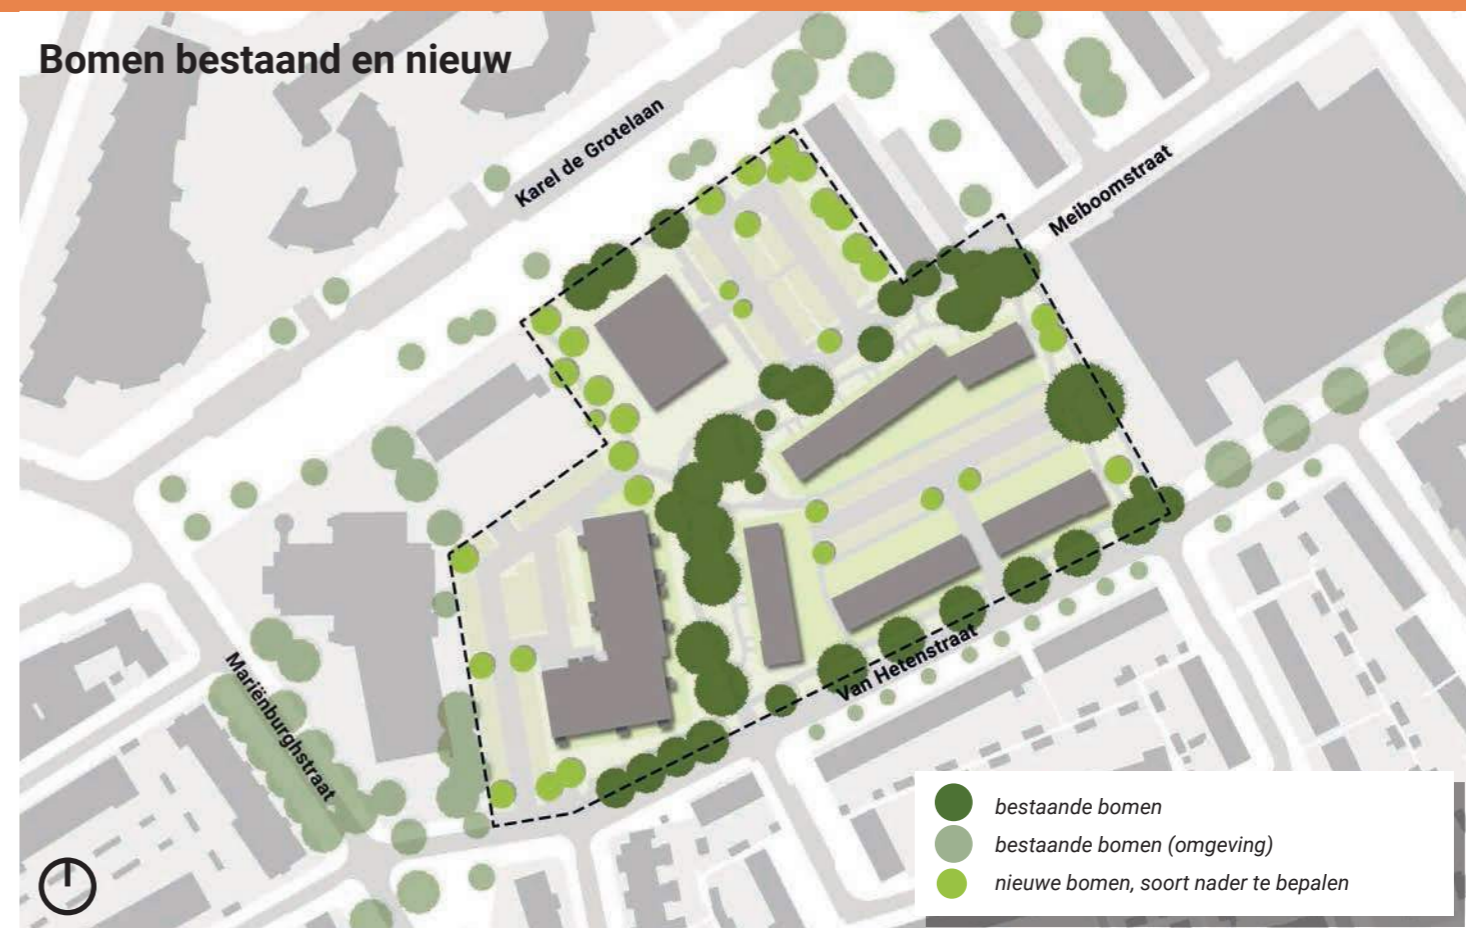 Bomen bestaand en nieuw
Karel de Grotelaan
Meiboomstraat
Mariënburghstraat
Van Hetenstraat
bestaande bomen
bestaande bomen (omgeving)
nieuwe bomen, soort nader te bepalen